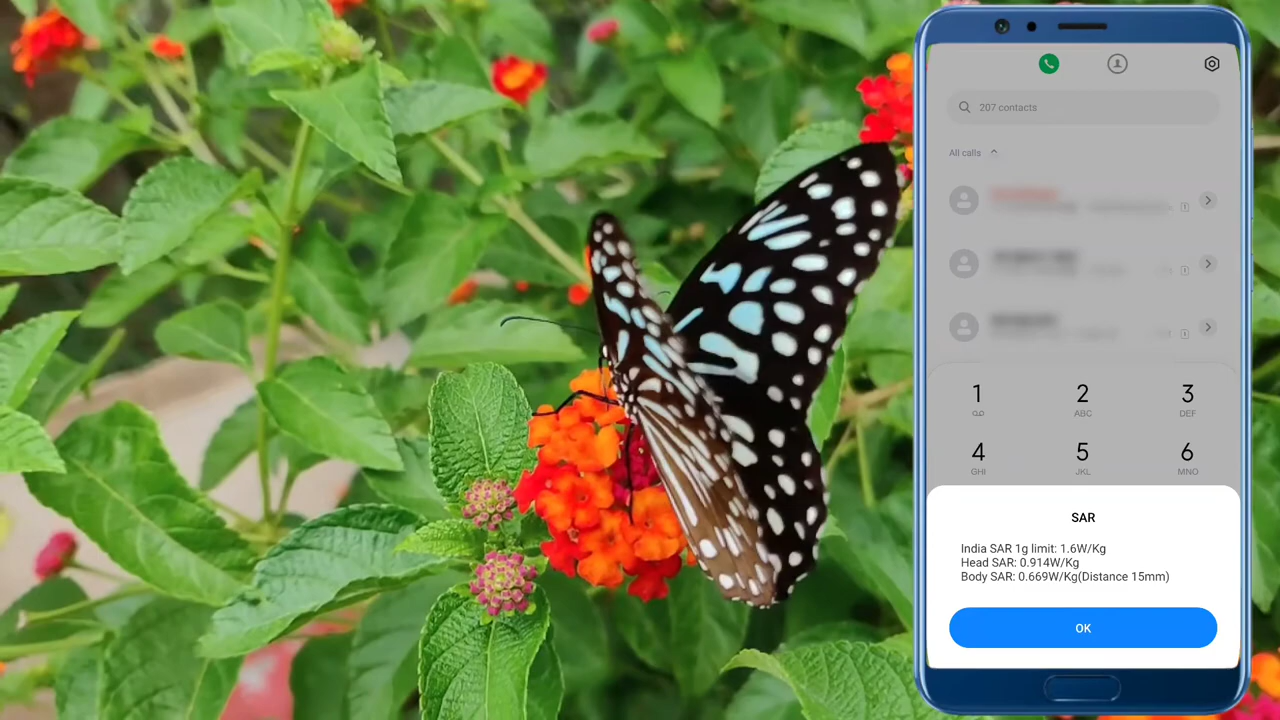 207 contacts
All calls
1
2
ABC
3
DEF
4
GHI
5
JKL
6
MNO
SAR
India SAR 1g limit: 1.6W/Kg
Head SAR: 0.914W/Kg
Body SAR: 0.669W/Kg(Distance 15mm)
OK